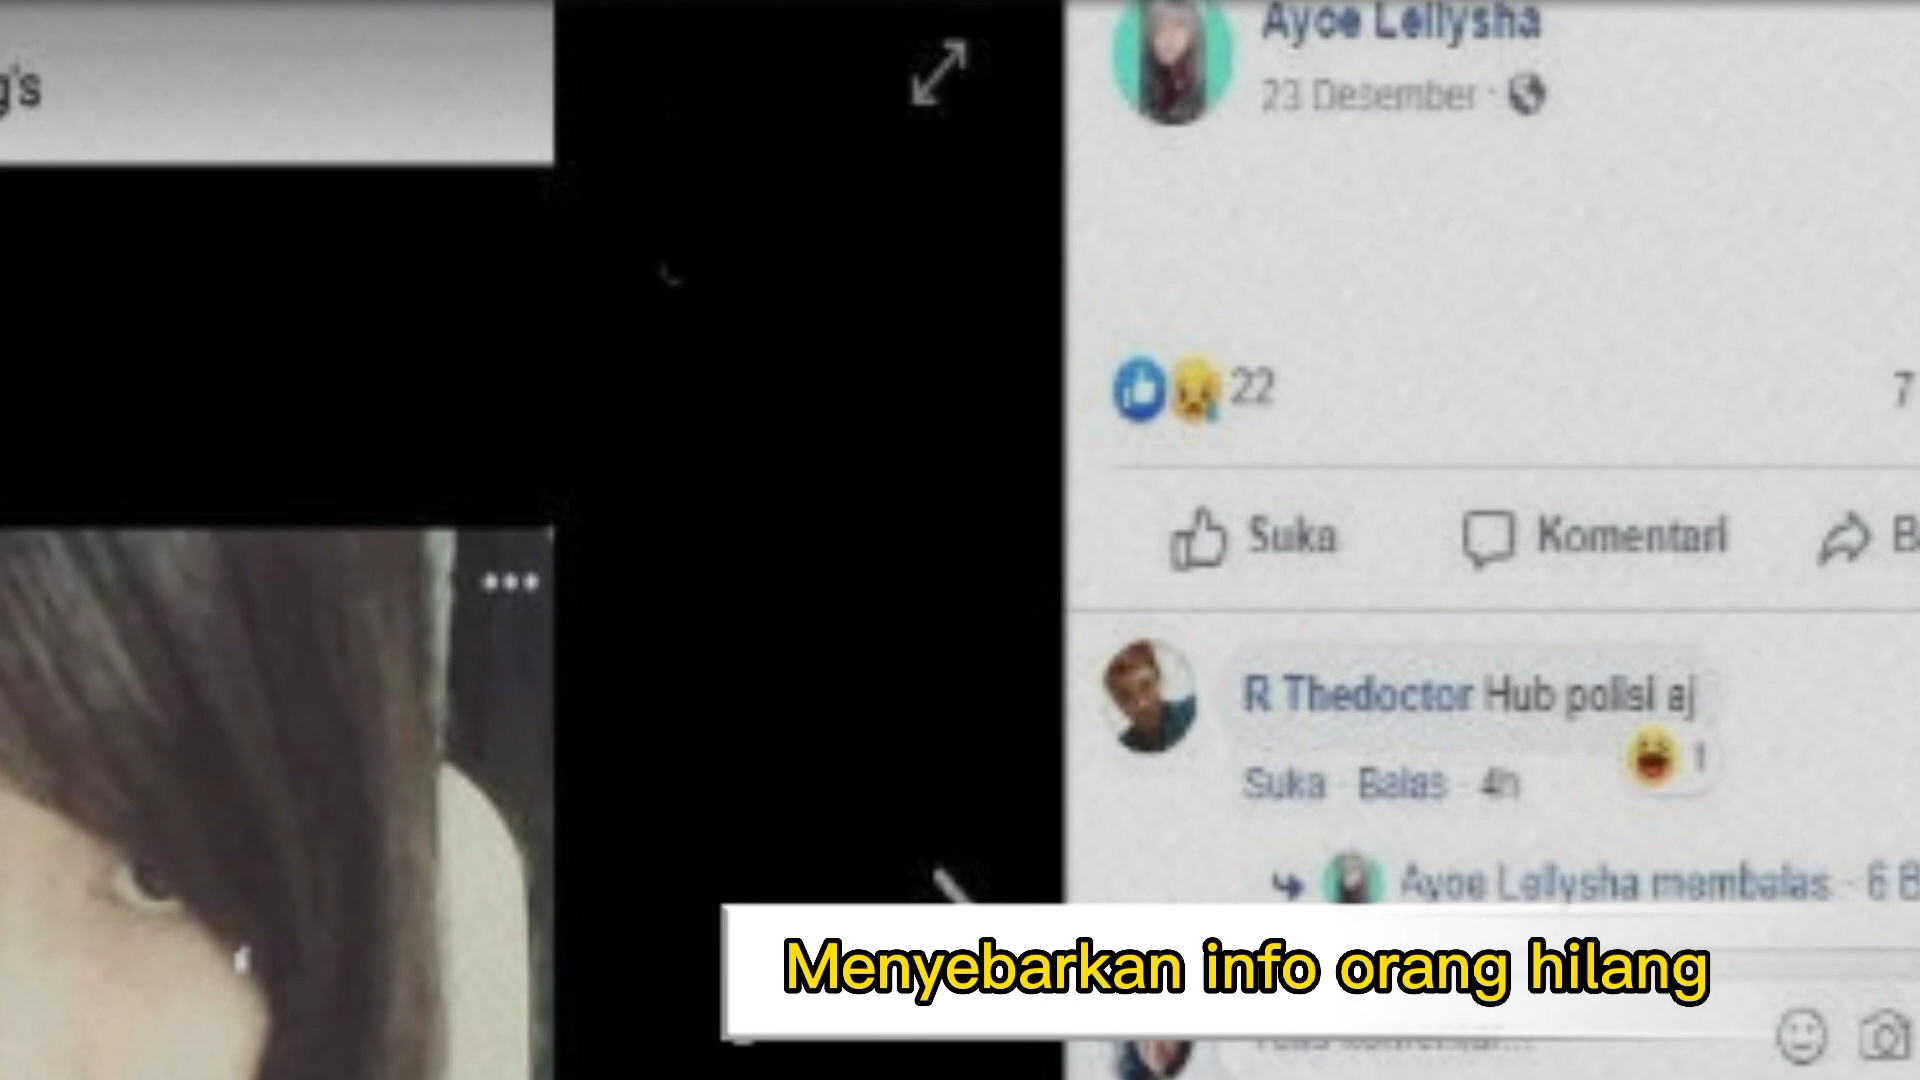 g's
Ayoe Lellysha
23 Desember ·
22
7
Suka
Komentari
R Thedoctor Hub polisi aj
1
Suka · Balas · 4h
Ayoe Lellysha membalas · 6 B
Menyebarkan info orang hilang